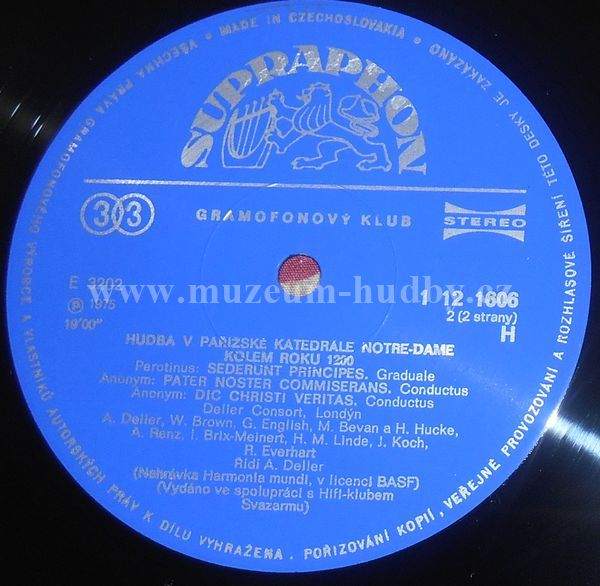 VŠECHNA PRÁVA GRAMOFONOVÉHO VÝROBCE A VLASTNÍKŮ AUTORSKÝCH PRÁV K DÍLU VYHRAŽENA. POŘIZOVÁNÍ KOPIÍ, VEŘEJNÉ PROVOZOVÁNÍ A ROZHLASOVÉ ŠÍŘENÍ TÉTO DESKY JE ZAKÁZÁNO • MADE IN CZECHOSLOVAKIA •
SUPRAPHON
33 GRAMOFONOVÝ KLUB STEREO
E 3202
℗ 1975
19'00"
1 12 1606
2 (2 strany)
H
www.muzeum-hudby.cz
HUDBA V PAŘÍŽSKÉ KATEDRÁLE NOTRE-DAME
KOLEM ROKU 1200
Perotinus: SEDERUNT PRINCIPES. Graduale
Anonym: PATER NOSTER COMMISERANS. Conductus
Anonym: DIC CHRISTI VERITAS. Conductus
Deller Consort, Londýn
A. Deller, W. Brown, G. English, M. Bevan a H. Hucke,
A. Ranz, I. Brix-Meinert, H. M. Linde, J. Koch,
R. Everhart
Řídí A. Deller
(Nahrávka Harmonia mundi, v licenci BASF)
(Vydáno ve spolupráci s Hifi-klubem
Svazarmu)